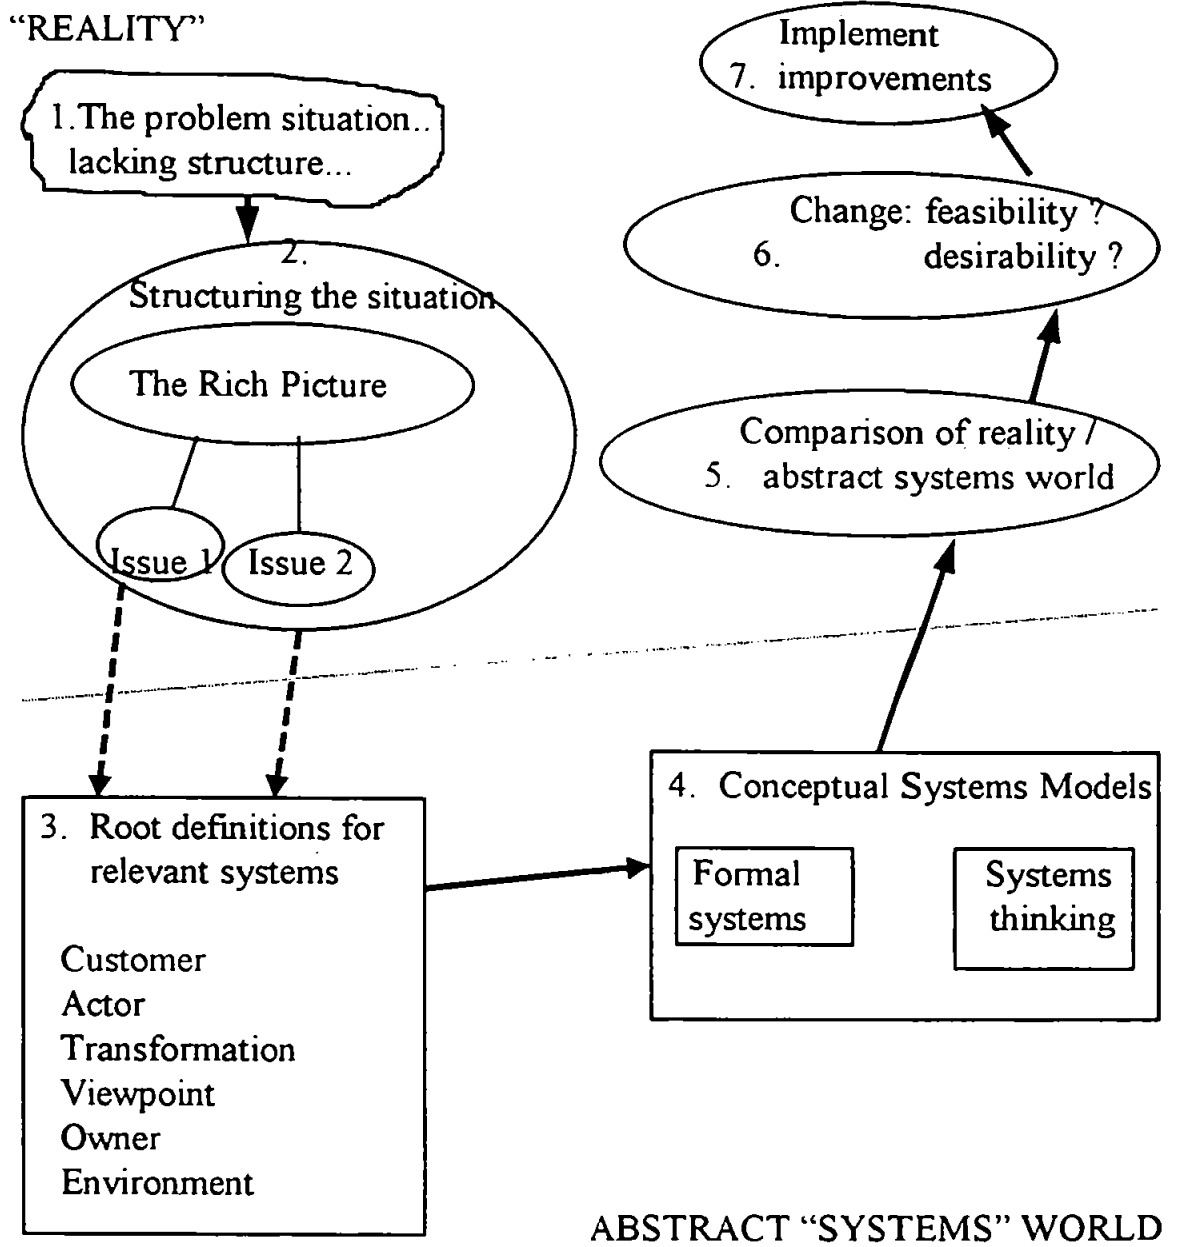 “REALITY”
1.The problem situation..
lacking structure...
2.
Structuring the situation
The Rich Picture
Issue 1
Issue 2
3. Root definitions for
relevant systems
Customer
Actor
Transformation
Viewpoint
Owner
Environment
4. Conceptual Systems Models
Formal
systems
Systems
thinking
Comparison of reality /
5. abstract systems world
Change: feasibility ?
6. desirability ?
Implement
7. improvements
ABSTRACT “SYSTEMS” WORLD